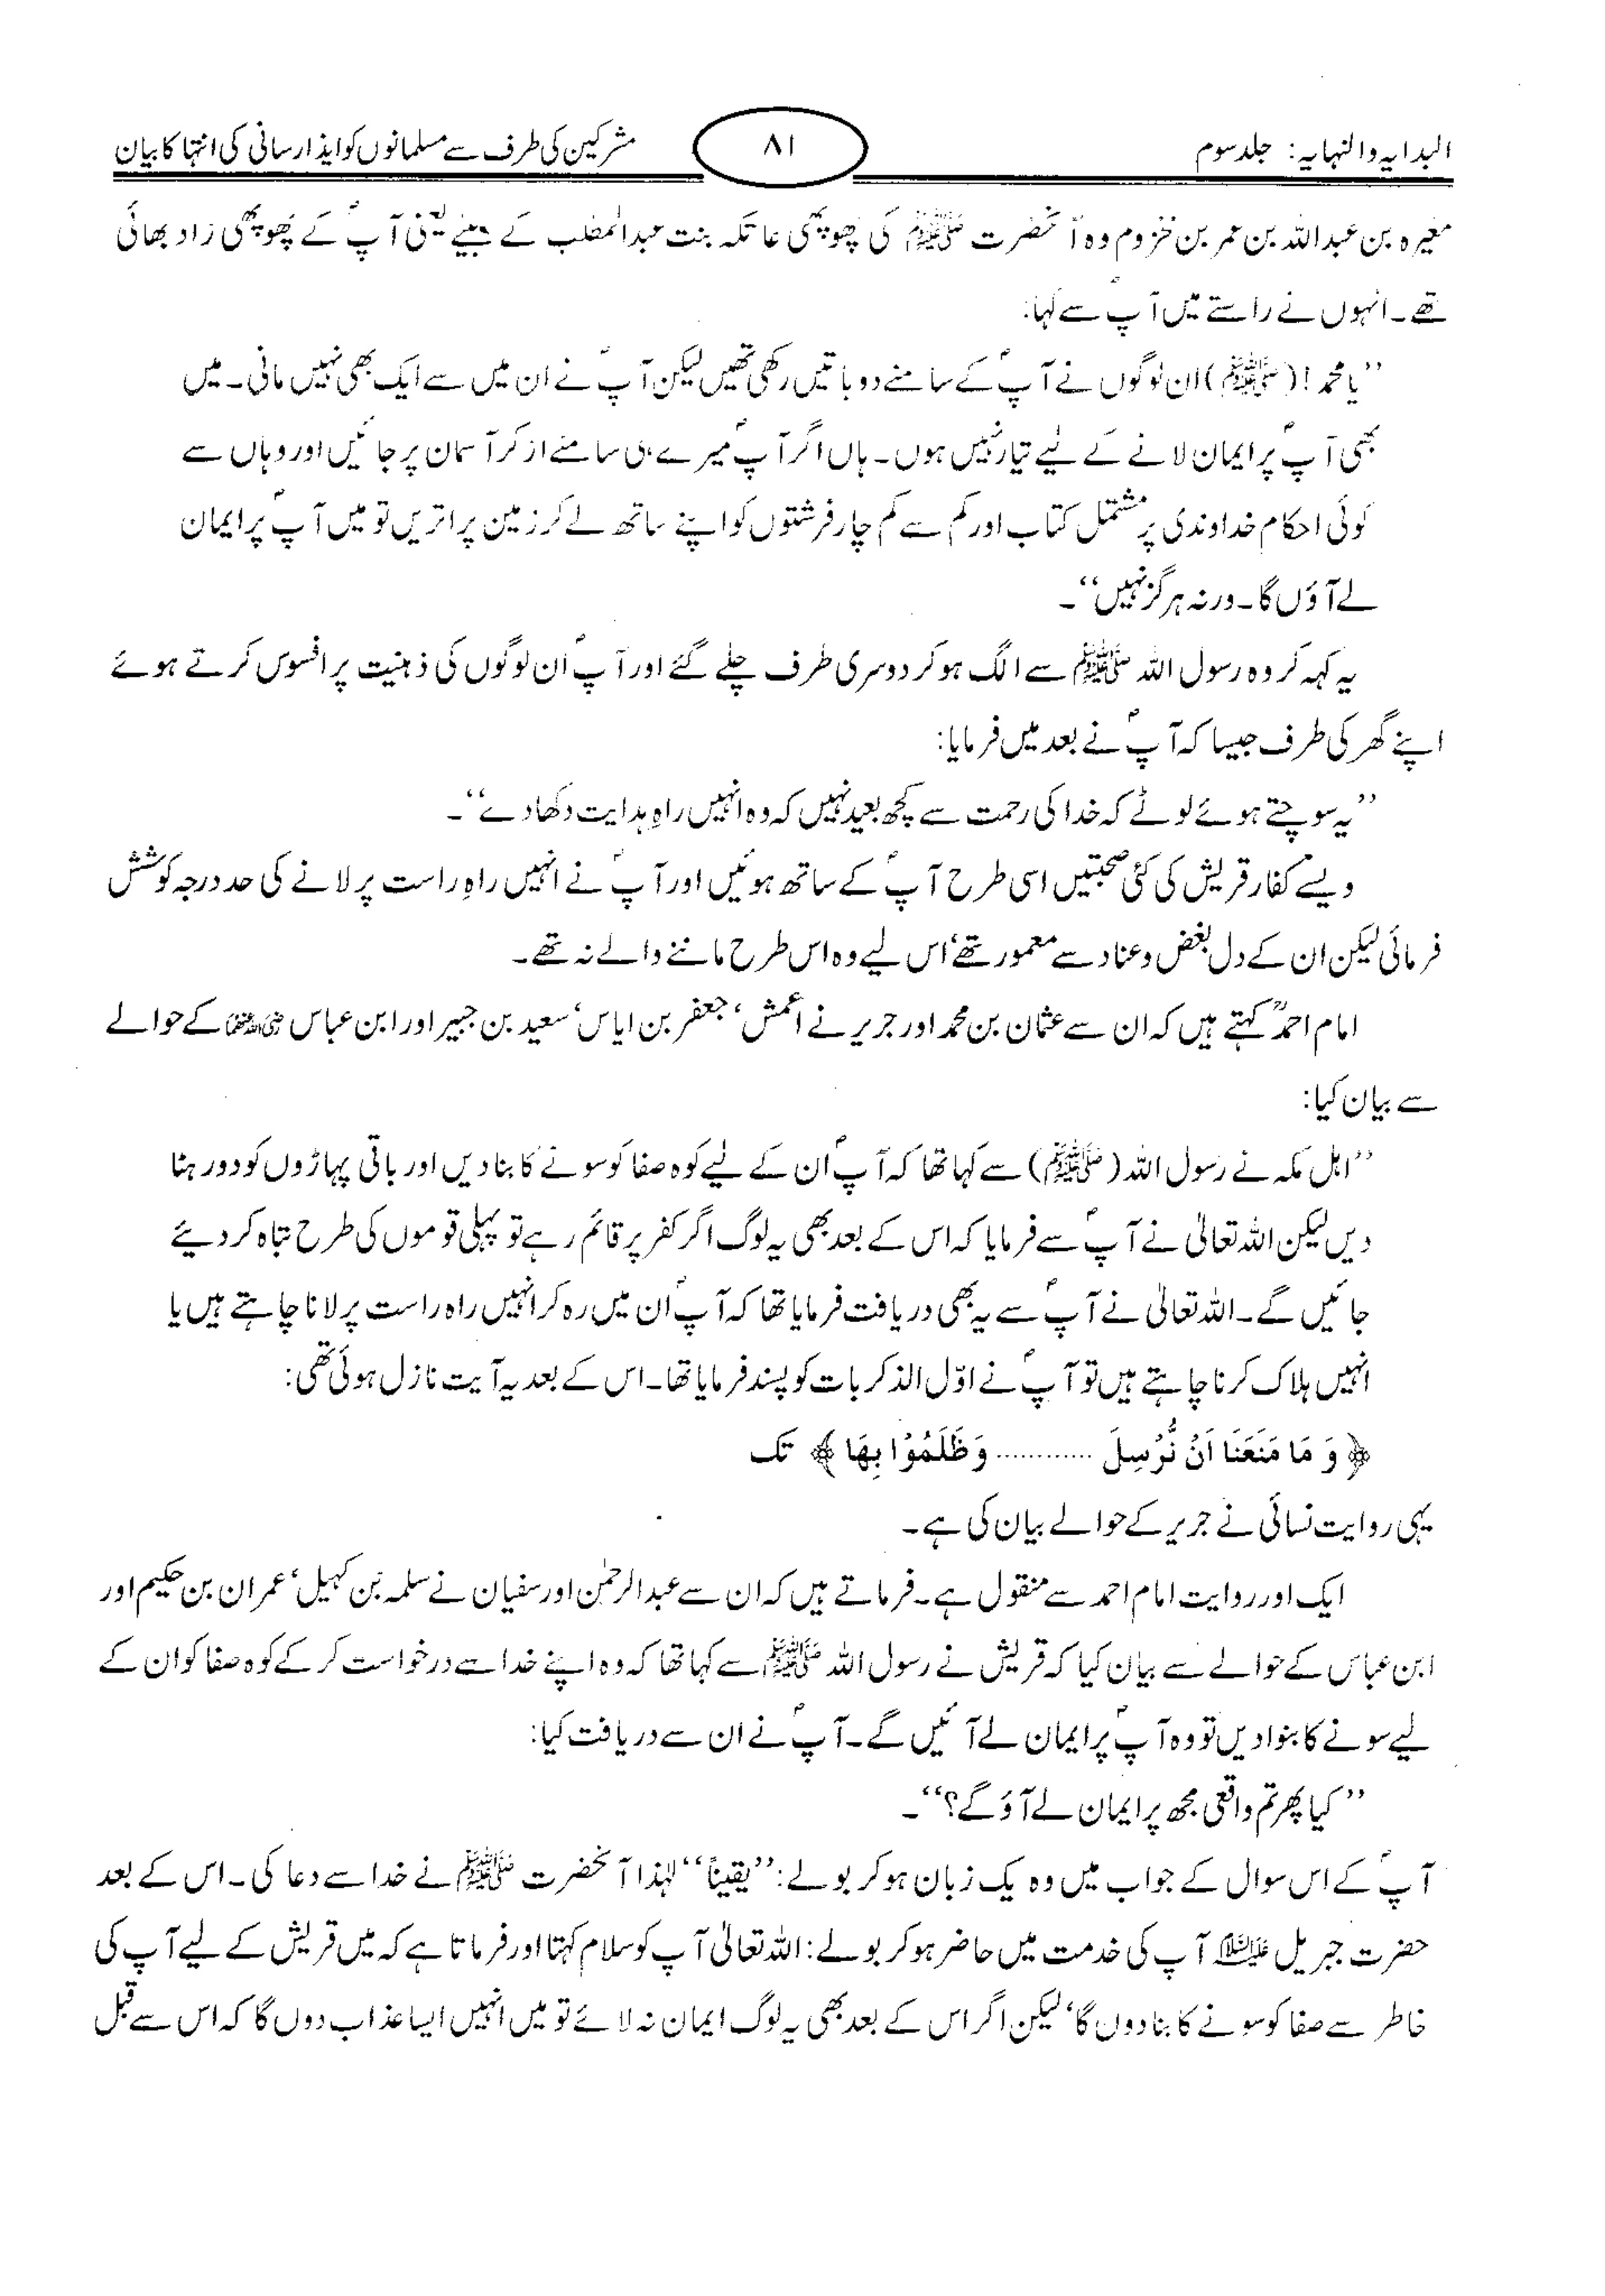 البدایہ والنہایہ: جلد سوم
۸۱
مشرکین کی طرف سے مسلمانوں کو ایذا رسانی کی انتہا کا بیان
مغیرہ بن عبداللہ بن عمر بن مخزوم وہ آنحضرت ﷺ کی پھوپھی عاتکہ بنت عبدالمطلب کے بیٹے یعنی آپؐ کے پھوپھی زاد بھائی
تھے۔ انہوں نے راستے میں آپؐ سے کہا:
’’یا محمد! (ﷺ) ان لوگوں نے آپؐ کے سامنے دو باتیں رکھی تھیں لیکن آپؐ نے ان میں سے ایک بھی نہیں مانی۔ میں
بھی آپؐ پر ایمان لانے کے لیے تیار نہیں ہوں۔ ہاں اگر آپؐ میرے ہی سامنے اڑ کر آسمان پر جائیں اور وہاں سے
کوئی احکام خداوندی پر مشتمل کتاب اور کم سے کم چار فرشتوں کو اپنے ساتھ لے کر زمین پر اتریں تو میں آپؐ پر ایمان
لے آؤں گا۔ ورنہ ہرگز نہیں‘‘۔
یہ کہہ کر وہ رسول اللہ ﷺ سے الگ ہو کر دوسری طرف چلے گئے اور آپؐ ان لوگوں کی ذہنیت پر افسوس کرتے ہوئے
اپنے گھر کی طرف جیسا کہ آپؐ نے بعد میں فرمایا:
’’یہ سوچتے ہوئے لوٹے کہ خدا کی رحمت سے کچھ بعید نہیں کہ وہ انہیں راہِ ہدایت دکھا دے‘‘۔
ویسے کفار قریش کی کئی صحبتیں اسی طرح آپؐ کے ساتھ ہوئیں اور آپؐ نے انہیں راہِ راست پر لانے کی حد درجہ کوشش
فرمائی لیکن ان کے دل بغض و عناد سے معمور تھے‘ اس لیے وہ اس طرح ماننے والے نہ تھے۔
امام احمدؒ کہتے ہیں کہ ان سے عثمان بن محمد اور جریر نے اعمش‘ جعفر بن ایاس‘ سعید بن جبیر اور ابن عباس رضی اللہ عنہما کے حوالے
سے بیان کیا:
’’اہل مکہ نے رسول اللہ (ﷺ) سے کہا تھا کہ آپؐ ان کے لیے کوہ صفا کو سونے کا بنا دیں اور باقی پہاڑوں کو دور ہٹا
دیں لیکن اللہ تعالیٰ نے آپؐ سے فرمایا کہ اس کے بعد بھی یہ لوگ اگر کفر پر قائم رہے تو پہلی قوموں کی طرح تباہ کر دیئے
جائیں گے۔ اللہ تعالیٰ نے آپؐ سے یہ بھی دریافت فرمایا تھا کہ آپؐ ان میں رہ کر انہیں راہ راست پر لانا چاہتے ہیں یا
انہیں ہلاک کرنا چاہتے ہیں تو آپؐ نے اوّل الذکر بات کو پسند فرمایا تھا۔ اس کے بعد یہ آیت نازل ہوئی تھی:
﴿ وَ مَا مَنَعَنَا اَنْ نُّرْسِلَ ............ وَظَلَمُوْا بِهَا ﴾ تک
یہی روایت نسائی نے جریر کے حوالے بیان کی ہے۔
ایک اور روایت امام احمد سے منقول ہے۔ فرماتے ہیں کہ ان سے عبدالرحمٰن اور سفیان نے سلمہ بن کہیل‘ عمران بن حکیم اور
ابن عباس کے حوالے سے بیان کیا کہ قریش نے رسول اللہ ﷺ سے کہا تھا کہ وہ اپنے خدا سے درخواست کر کے کوہ صفا کو ان کے
لیے سونے کا بنوا دیں تو وہ آپؐ پر ایمان لے آئیں گے۔ آپؐ نے ان سے دریافت کیا:
’’کیا پھر تم واقعی مجھ پر ایمان لے آؤ گے؟‘‘۔
آپؐ کے اس سوال کے جواب میں وہ یک زبان ہو کر بولے: ’’یقیناً‘‘ لہٰذا آنحضرت ﷺ نے خدا سے دعا کی۔ اس کے بعد
حضرت جبریل علیہ السلام آپ کی خدمت میں حاضر ہو کر بولے: اللہ تعالیٰ آپ کو سلام کہتا اور فرماتا ہے کہ میں قریش کے لیے آپ کی
خاطر سے صفا کو سونے کا بنا دوں گا‘ لیکن اگر اس کے بعد بھی یہ لوگ ایمان نہ لائے تو میں انہیں ایسا عذاب دوں گا کہ اس سے قبل